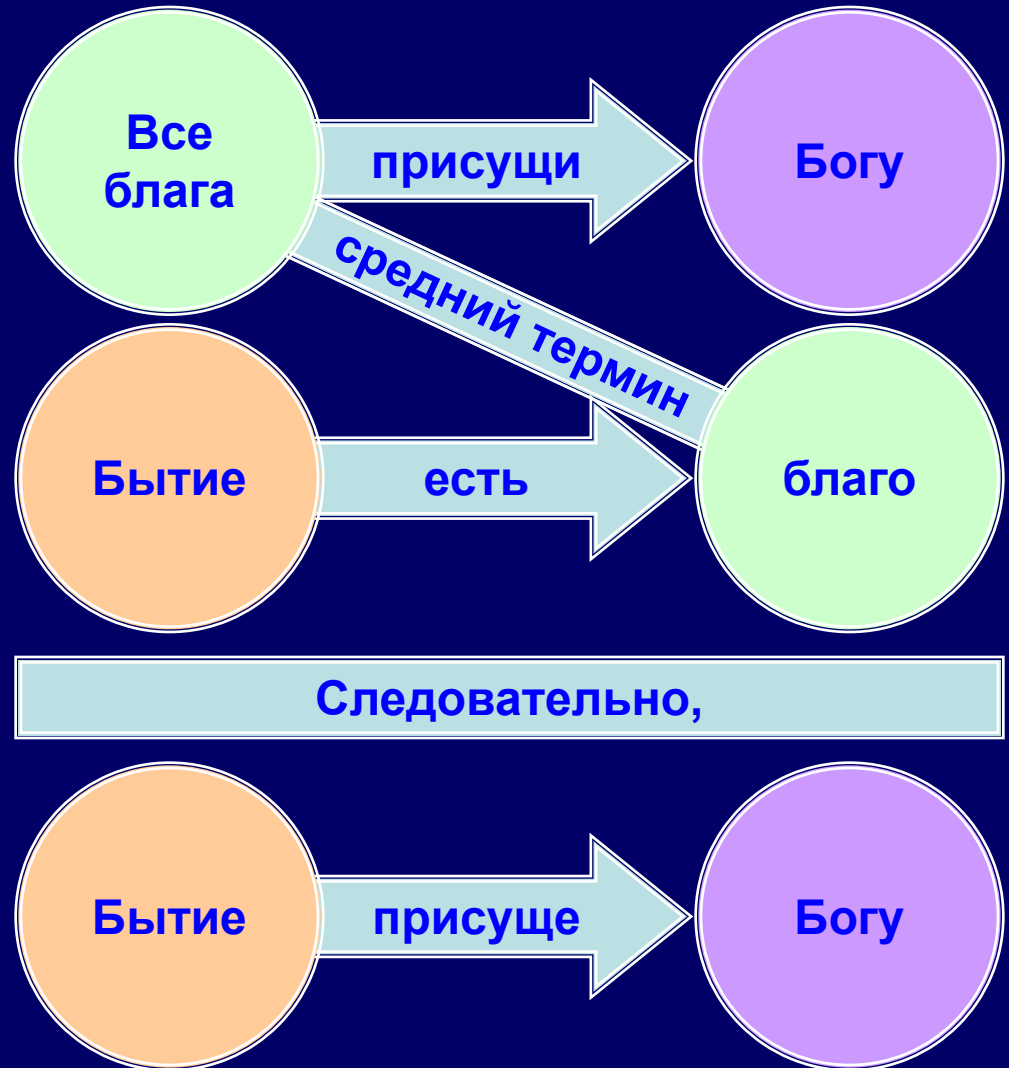 Все
блага
присущи
Богу
средний термин
Бытие
есть
благо
Следовательно,
Бытие
присуще
Богу